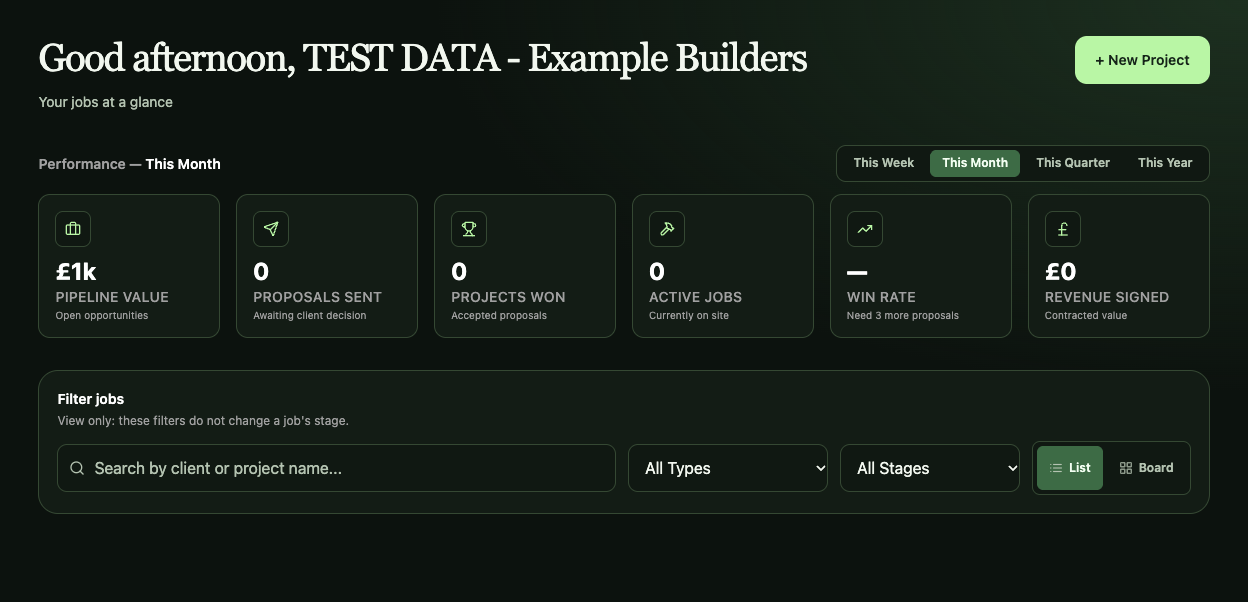 Good afternoon, TEST DATA - Example Builders
+ New Project
Your jobs at a glance
Performance — This Month
This Week
This Month
This Quarter
This Year
£1k
PIPELINE VALUE
Open opportunities
0
PROPOSALS SENT
Awaiting client decision
0
PROJECTS WON
Accepted proposals
0
ACTIVE JOBS
Currently on site
—
WIN RATE
Need 3 more proposals
£0
REVENUE SIGNED
Contracted value
Filter jobs
View only: these filters do not change a job's stage.
Search by client or project name...
All Types
All Stages
List
Board